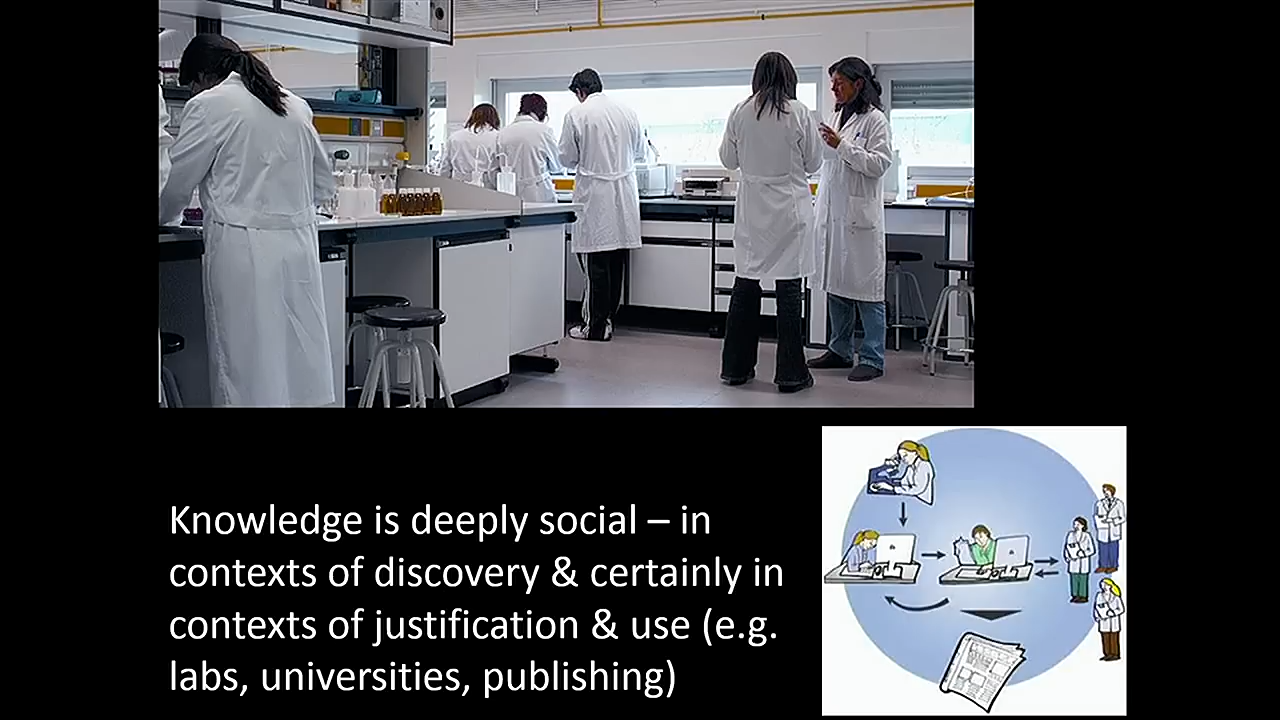 Knowledge is deeply social – in
contexts of discovery & certainly in
contexts of justification & use (e.g.
labs, universities, publishing)